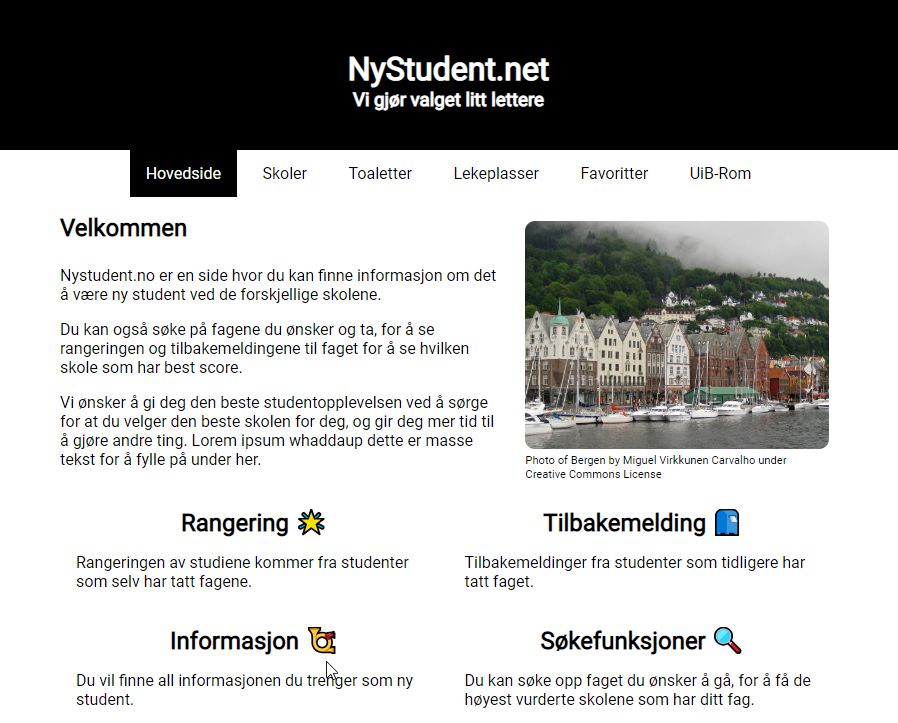 NyStudent.net
Vi gjør valget litt lettere
Hovedside Skoler Toaletter Lekeplasser Favoritter UiB-Rom
Velkommen
Nystudent.no er en side hvor du kan finne informasjon om det
å være ny student ved de forskjellige skolene.
Du kan også søke på fagene du ønsker og ta, for å se
rangeringen og tilbakemeldingene til faget for å se hvilken
skole som har best score.
Vi ønsker å gi deg den beste studentopplevelsen ved å sørge
for at du velger den beste skolen for deg, og gir deg mer tid til
å gjøre andre ting. Lorem ipsum whaddaup dette er masse
tekst for å fylle på under her.
Photo of Bergen by Miguel Virkkunen Carvalho under
Creative Commons License
Rangering
Rangeringen av studiene kommer fra studenter
som selv har tatt fagene.
Tilbakemelding
Tilbakemeldinger fra studenter som tidligere har
tatt faget.
Informasjon
Du vil finne all informasjonen du trenger som ny
student.
Søkefunksjoner
Du kan søke opp faget du ønsker å gå, for å få de
høyest vurderte skolene som har ditt fag.